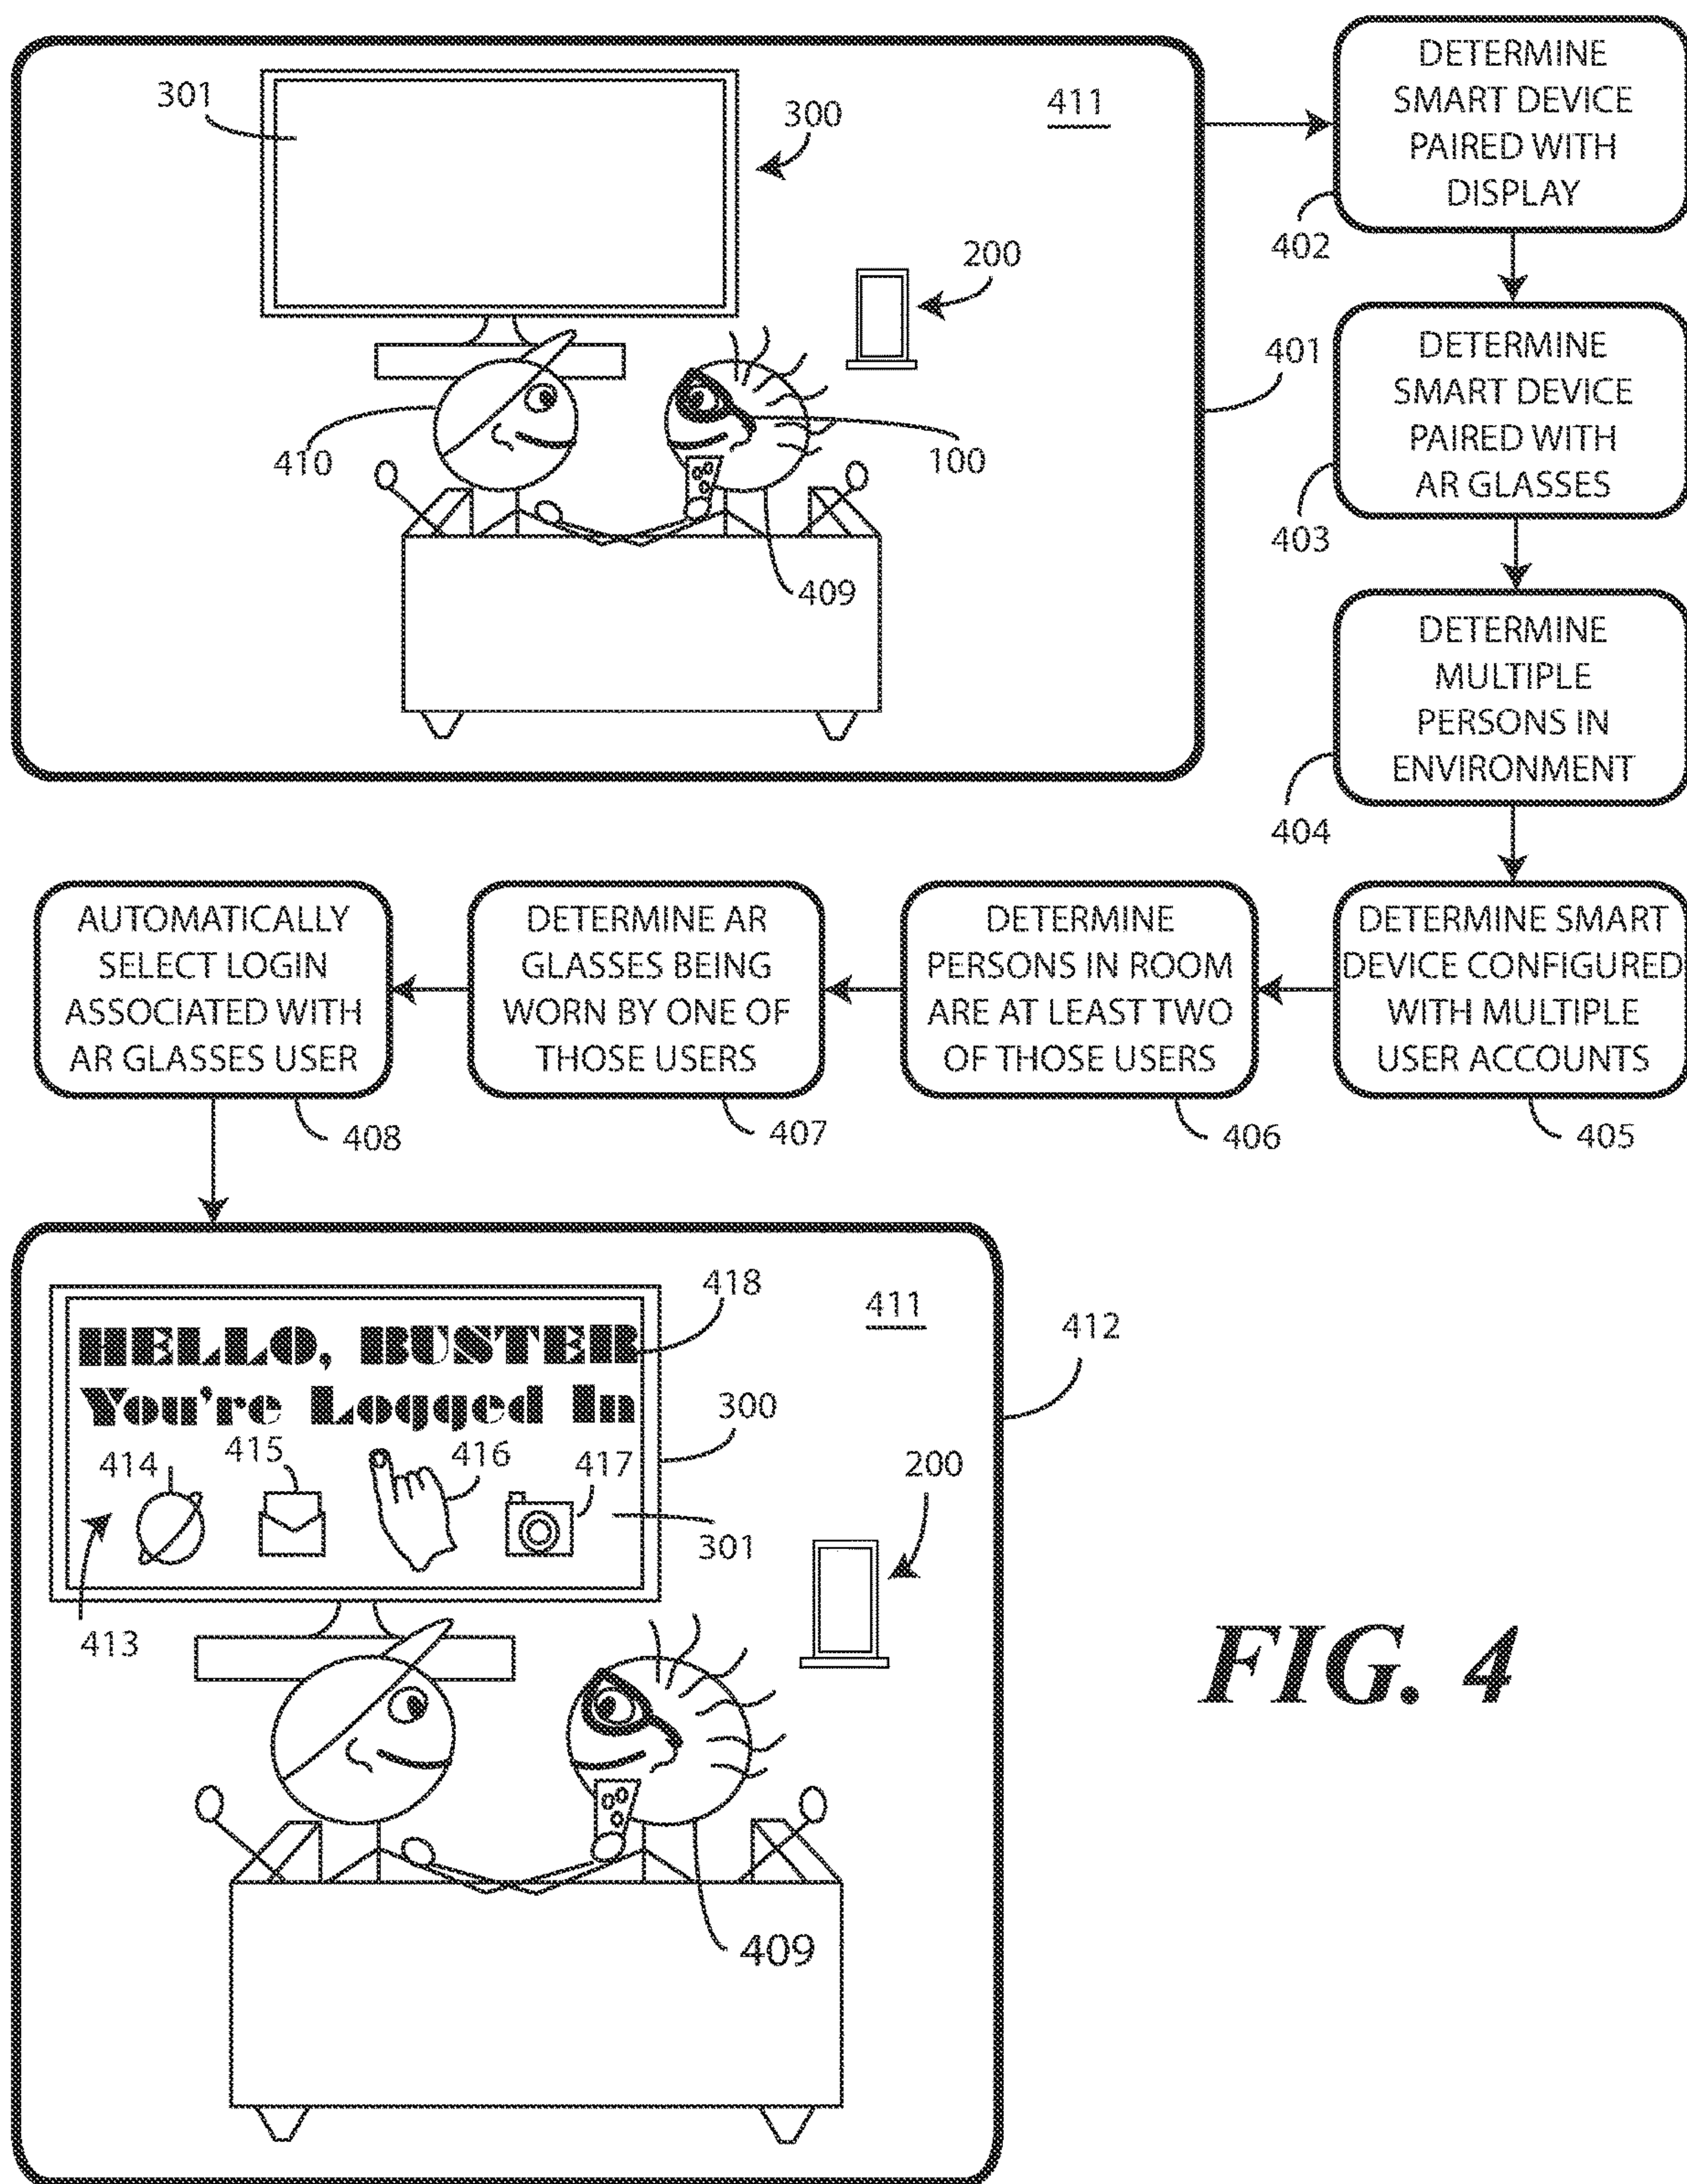 301
300
411
200
410
100
409
401
DETERMINE
SMART DEVICE
PAIRED WITH
DISPLAY
402
DETERMINE
SMART DEVICE
PAIRED WITH
AR GLASSES
403
DETERMINE
MULTIPLE
PERSONS IN
ENVIRONMENT
404
DETERMINE SMART
DEVICE CONFIGURED
WITH MULTIPLE
USER ACCOUNTS
405
DETERMINE
PERSONS IN ROOM
ARE AT LEAST TWO
OF THOSE USERS
406
DETERMINE AR
GLASSES BEING
WORN BY ONE OF
THOSE USERS
407
AUTOMATICALLY
SELECT LOGIN
ASSOCIATED WITH
AR GLASSES USER
408
418
411
412
HELLO, BUSTER
You're Logged In
300
414
415
416
417
200
301
413
409
FIG. 4